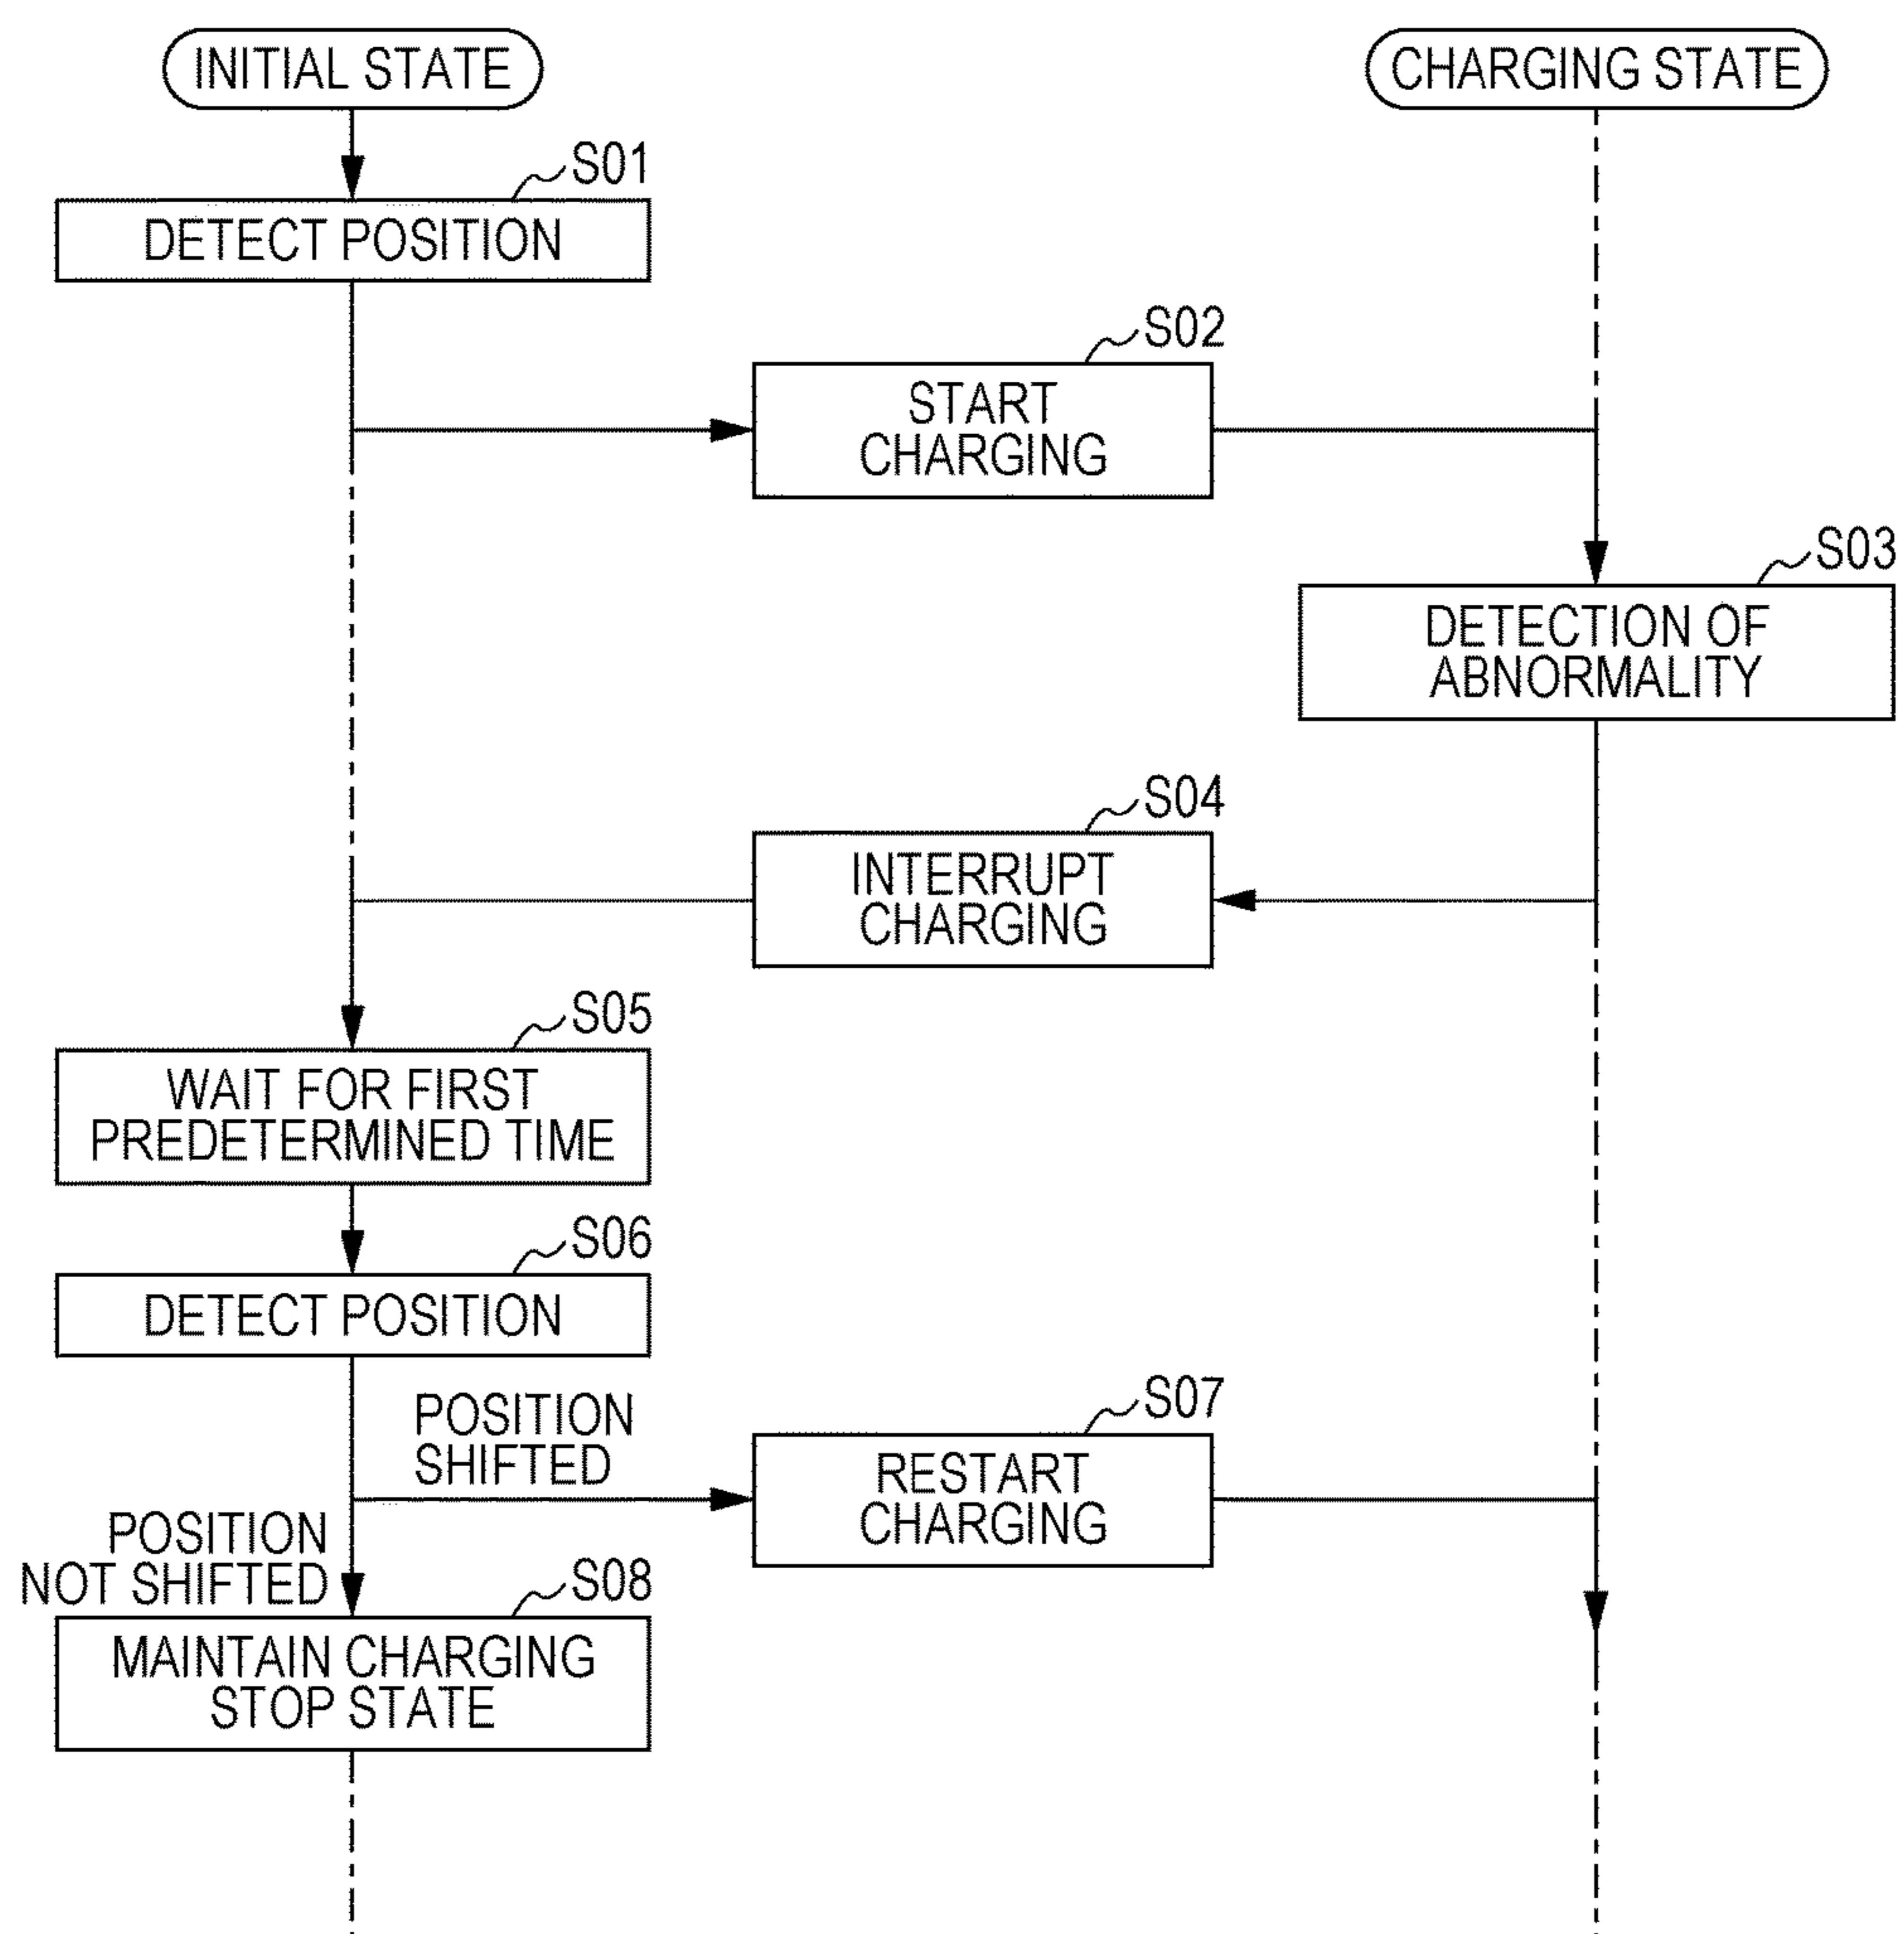 INITIAL STATE
CHARGING STATE
S01
DETECT POSITION
S02
START
CHARGING
S03
DETECTION OF
ABNORMALITY
S04
INTERRUPT
CHARGING
S05
WAIT FOR FIRST
PREDETERMINED TIME
S06
DETECT POSITION
POSITION
SHIFTED
S07
RESTART
CHARGING
POSITION
NOT SHIFTED
S08
MAINTAIN CHARGING
STOP STATE